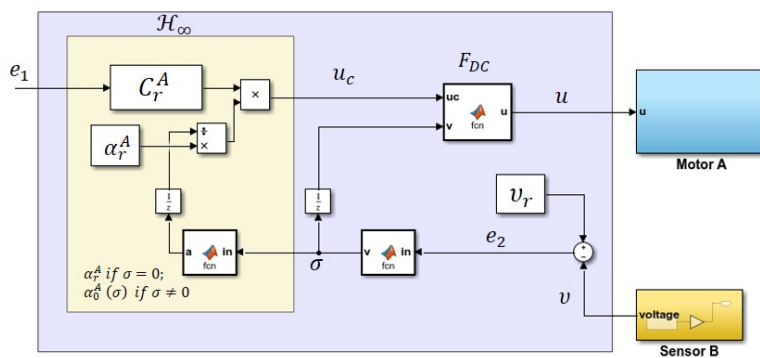 ℋ∞
e₁
C_r^A
×
u_c
F_DC
uc
v
u
fcn
u
u
Motor A
α_r^A
÷
×
1/z
1/z
υ_r
a
in
fcn
σ
v
in
fcn
e₂
+
−
α_r^A if σ = 0;
α_0^A (σ) if σ ≠ 0
υ
voltage
Sensor B